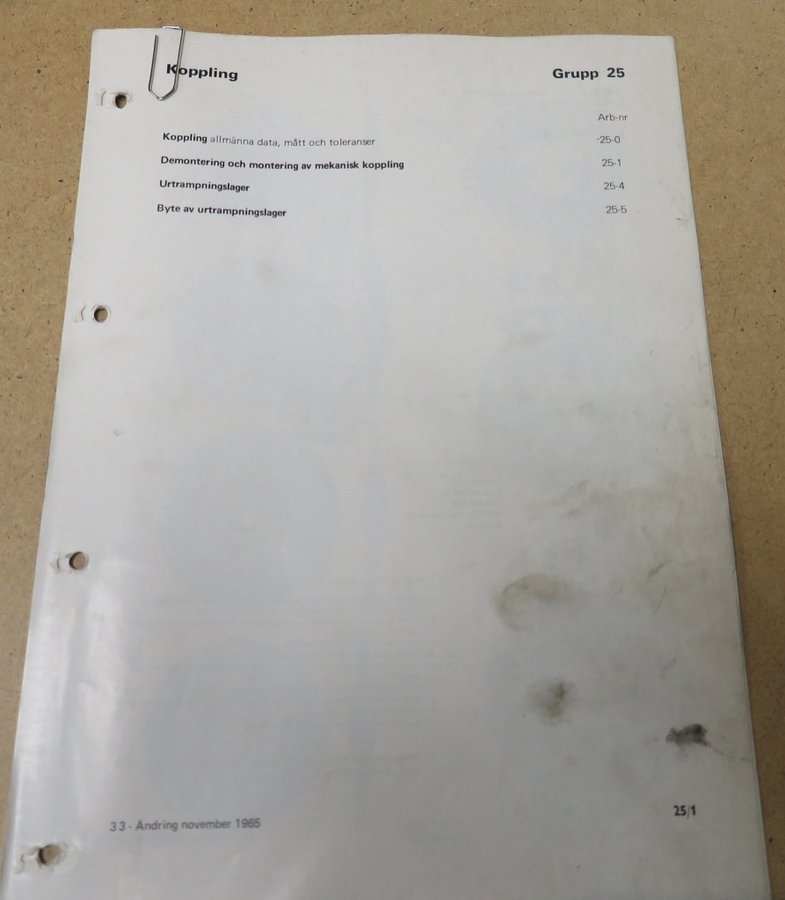 Koppling Grupp 25
Arb-nr
Koppling allmänna data, mått och toleranser -25-0
Demontering och montering av mekanisk koppling 25-1
Urtrampningslager 25-4
Byte av urtrampningslager 25-5
33 - Ändring november 1965 25/1